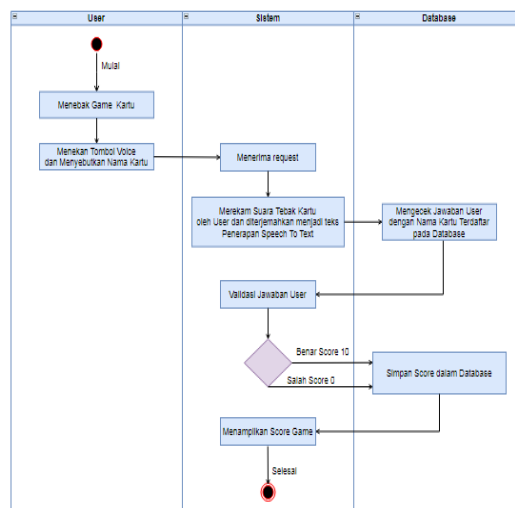 User
Sistem
Database
Mulai
Menebak Game Kartu
Menekan Tombol Voice
dan Menyebutkan Nama Kartu
Menerima request
Merekam Suara Tebak Kartu
oleh User dan diterjemahkan menjadi teks
Penerapan Speech To Text
Mengecek Jawaban User
dengan Nama Kartu Terdaftar
pada Database
Validasi Jawaban User
Benar Score 10
Salah Score 0
Simpan Score dalam Database
Menampilkan Score Game
Selesai